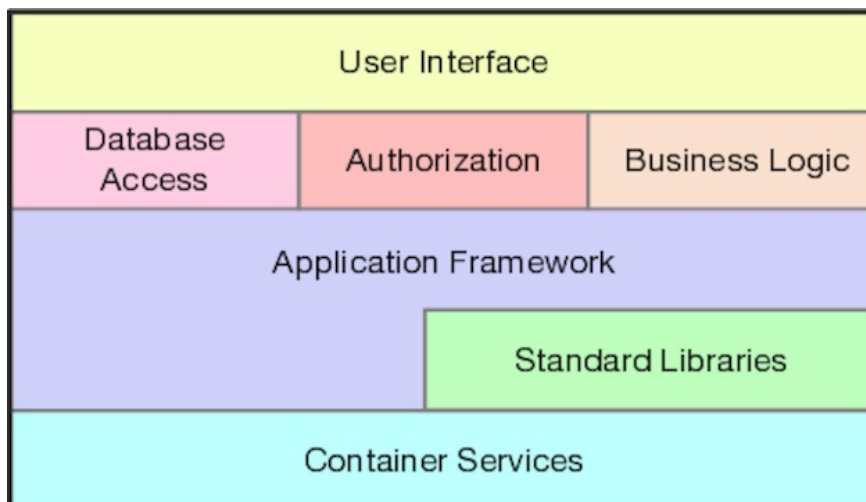 User Interface
Database
Access
Authorization
Business Logic
Application Framework
Standard Libraries
Container Services